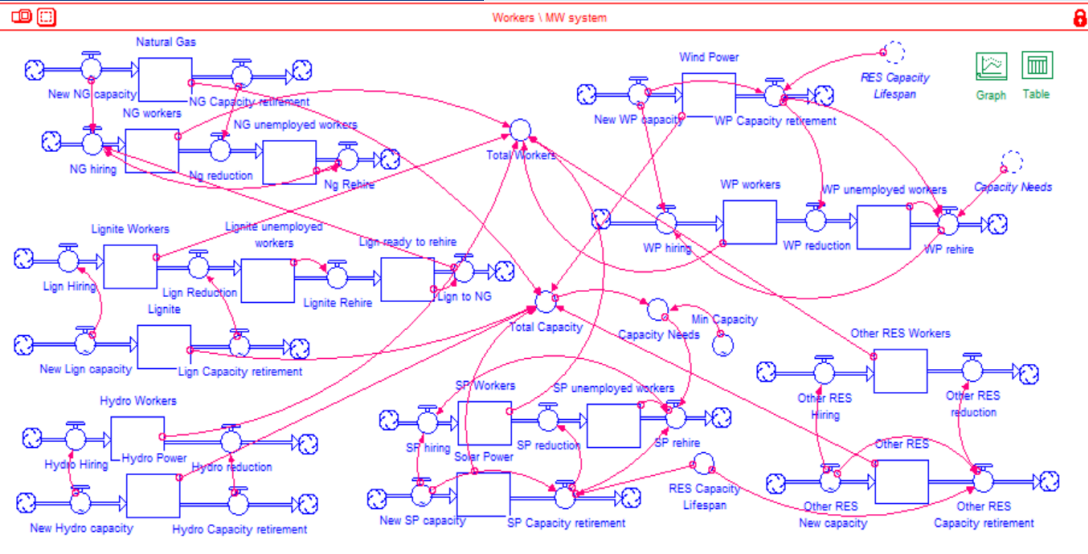 Workers \ MW system
Natural Gas
New NG capacity
NG Capacity retirement
NG workers
NG unemployed workers
NG hiring
Ng reduction
Ng Rehire
Total Workers
Wind Power
RES Capacity
Lifespan
Graph
Table
New WP capacity
WP Capacity retirement
Capacity Needs
WP workers
WP unemployed workers
WP hiring
WP reduction
WP rehire
Lignite Workers
Lignite unemployed
workers
Lign ready to rehire
Lign Hiring
Lign Reduction
Lignite Rehire
Lign to NG
Lignite
New Lign capacity
Lign Capacity retirement
Total Capacity
Capacity Needs
Min Capacity
Other RES Workers
Other RES
Hiring
Other RES
reduction
Hydro Workers
Hydro Hiring
Hydro Power
Hydro reduction
New Hydro capacity
Hydro Capacity retirement
SP Workers
SP unemployed workers
SP hiring
SP reduction
SP rehire
Solar Power
New SP capacity
SP Capacity retirement
RES Capacity
Lifespan
Other RES
Other RES
New capacity
Other RES
Capacity retirement